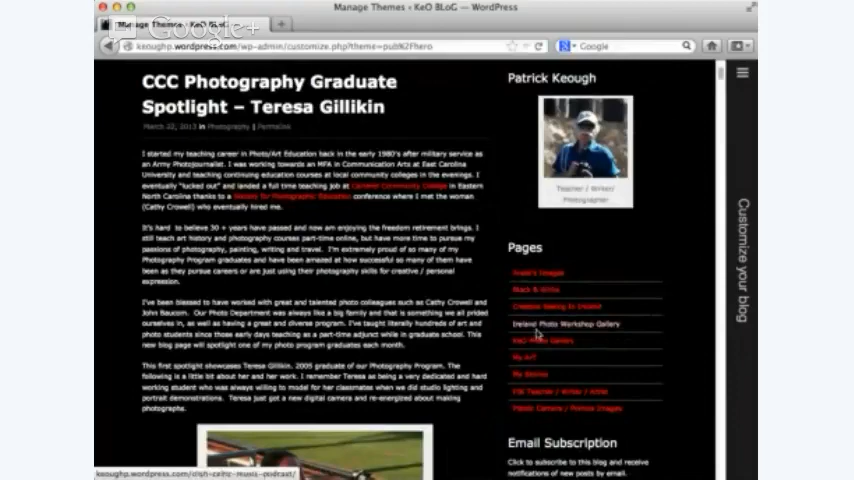 Manage Themes ‹ KeO BLoG — WordPress
Google+
Manage Themes ‹ KeO BLoG —
keoughp.wordpress.com/wp-admin/customize.php?theme=pub%2Fhero
Google
CCC Photography Graduate
Spotlight – Teresa Gillikin
March 22, 2013 in Photography | Permalink
I started my teaching career in Photo/Art Education back in the early 1980's after military service as
an Army Photojournalist. I was working towards an MFA in Communication Arts at East Carolina
University and teaching continuing education courses at local community colleges in the evenings. I
eventually "lucked out" and landed a full time teaching job at Carteret Community College in Eastern
North Carolina thanks to a Society for Photographic Education conference where I met the woman
(Cathy Crowell) who eventually hired me.
It's hard to believe 30 + years have passed and now am enjoying the freedom retirement brings. I
still teach art history and photography courses part-time online, but have more time to pursue my
passions of photography, painting, writing and travel. I'm extremely proud of so many of my
Photography Program graduates and have been amazed at how successful so many of them have
been as they pursue careers or are just using their photography skills for creative / personal
expression.
I've been blessed to have worked with great and talented photo colleagues such as Cathy Crowell and
John Baucom. Our Photo Department was always like a big family and that is something we all prided
ourselves in, as well as having a great and diverse program. I've taught literally hundreds of art and
photo students since those early days teaching as a part-time adjunct while in graduate school. This
new blog page will spotlight one of my photo program graduates each month.
This first spotlight showcases Teresa Gillikin, 2005 graduate of our Photography Program. The
following is a little bit about her and her work. I remember Teresa as being a very dedicated and hard
working student who was always willing to model for her classmates when we did studio lighting and
portrait demonstrations. Teresa just got a new digital camera and re-energized about making
photographs.
Patrick Keough
Teacher / Writer/
Photographer
Pages
Black & White
Creative Seeing in Ireland
Ireland Photo Workshop Gallery
KeO Photo Gallery
My Art
My Stories
PSK Teacher / Writer / Artist
Plastic Camera / Pinhole Images
Email Subscription
Click to subscribe to this blog and receive
notifications of new posts by email.
Customize your blog
keoughp.wordpress.com/irish-celtic-music-podcast/